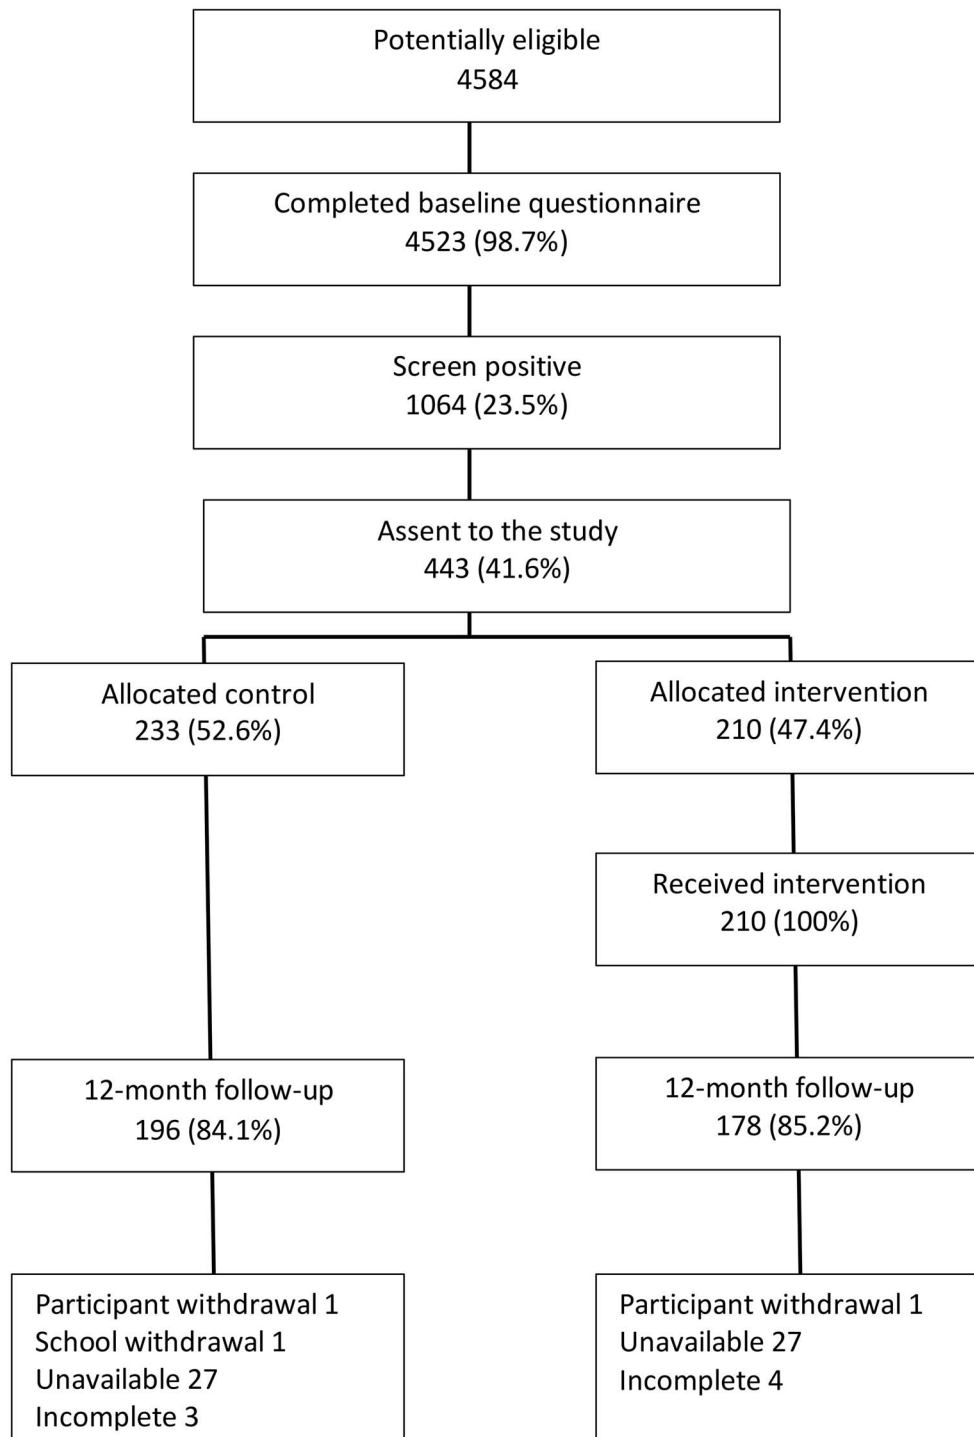 Potentially eligible
4584
Completed baseline questionnaire
4523 (98.7%)
Screen positive
1064 (23.5%)
Assent to the study
443 (41.6%)
Allocated control
233 (52.6%)
Allocated intervention
210 (47.4%)
Received intervention
210 (100%)
12-month follow-up
196 (84.1%)
12-month follow-up
178 (85.2%)
Participant withdrawal 1
School withdrawal 1
Unavailable 27
Incomplete 3
Participant withdrawal 1
Unavailable 27
Incomplete 4